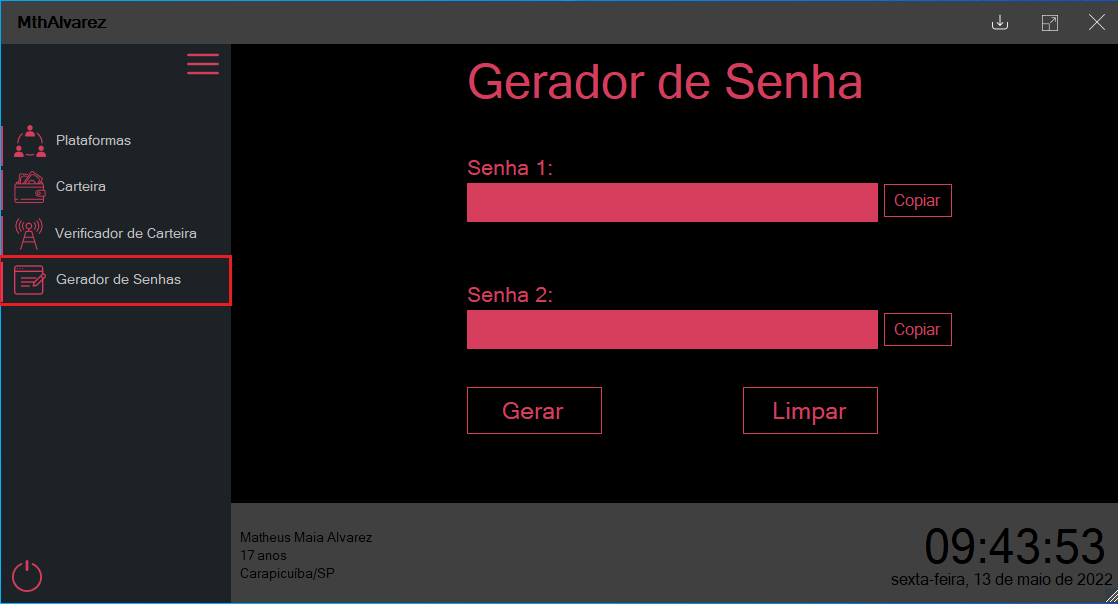 MthAlvarez
Plataformas
Carteira
Verificador de Carteira
Gerador de Senhas
Gerador de Senha
Senha 1:
Copiar
Senha 2:
Copiar
Gerar
Limpar
Matheus Maia Alvarez
17 anos
Carapicuíba/SP
09:43:53
sexta-feira, 13 de maio de 2022